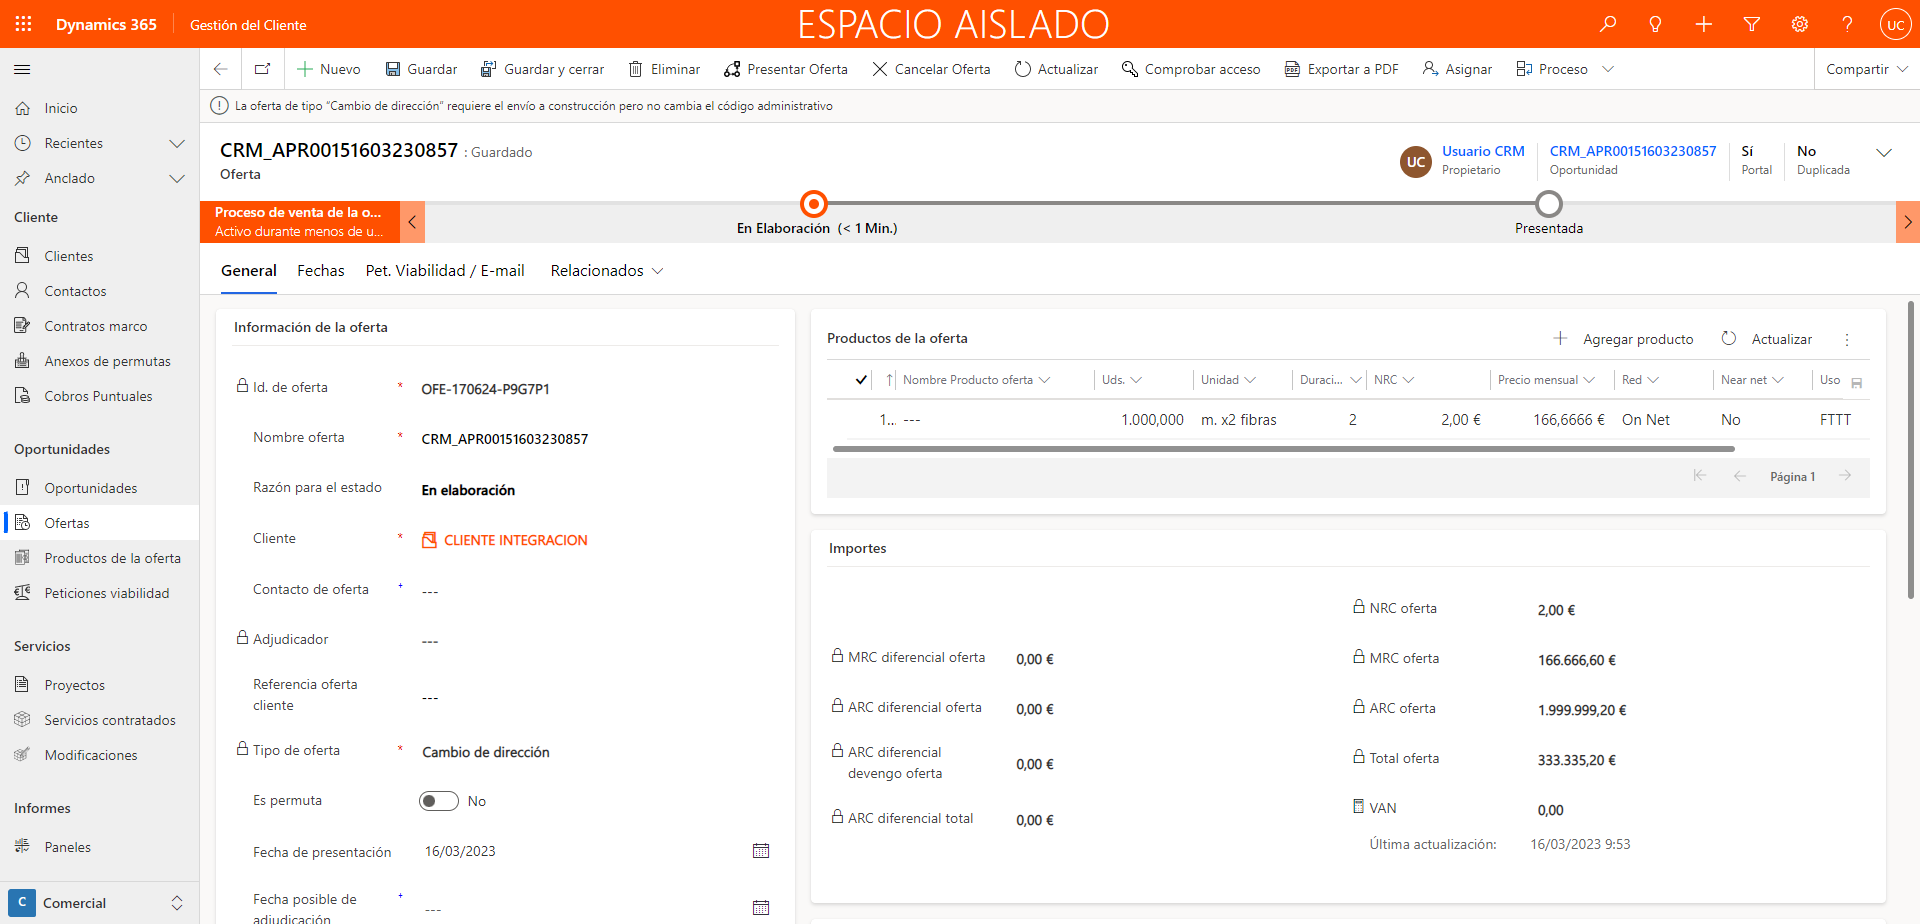 Dynamics 365
Gestión del Cliente
ESPACIO AISLADO
UC
Nuevo
Guardar
Guardar y cerrar
Eliminar
Presentar Oferta
Cancelar Oferta
Actualizar
Comprobar acceso
Exportar a PDF
Asignar
Proceso
Compartir
La oferta de tipo "Cambio de dirección" requiere el envío a construcción pero no cambia el código administrativo
Inicio
Recientes
Anclado
Cliente
Clientes
Contactos
Contratos marco
Anexos de permutas
Cobros Puntuales
Oportunidades
Oportunidades
Ofertas
Productos de la oferta
Peticiones viabilidad
Servicios
Proyectos
Servicios contratados
Modificaciones
Informes
Paneles
C
Comercial
CRM_APR00151603230857 : Guardado
Oferta
UC
Usuario CRM
Propietario
CRM_APR00151603230857
Oportunidad
Sí
Portal
No
Duplicada
Proceso de venta de la o...
Activo durante menos de u...
En Elaboración (< 1 Min.)
Presentada
General
Fechas
Pet. Viabilidad / E-mail
Relacionados
Información de la oferta
Id. de oferta * OFE-170624-P9G7P1
Nombre oferta * CRM_APR00151603230857
Razón para el estado En elaboración
Cliente * CLIENTE INTEGRACION
Contacto de oferta + ---
Adjudicador ---
Referencia oferta
cliente
---
Tipo de oferta * Cambio de dirección
Es permuta No
Fecha de presentación 16/03/2023
Fecha posible de
adjudicación
+ ---
Productos de la oferta
Agregar producto
Actualizar
Nombre Producto oferta Uds. Unidad Duraci... NRC Precio mensual Red Near net Uso
1... --- 1.000,000 m. x2 fibras 2 2,00 € 166,6666 € On Net No FTTT
Página 1
Importes
NRC oferta 2,00 €
MRC diferencial oferta 0,00 €
MRC oferta 166.666,60 €
ARC diferencial oferta 0,00 €
ARC oferta 1.999.999,20 €
ARC diferencial
devengo oferta
0,00 €
Total oferta 333.335,20 €
ARC diferencial total 0,00 €
VAN 0,00
Última actualización: 16/03/2023 9:53